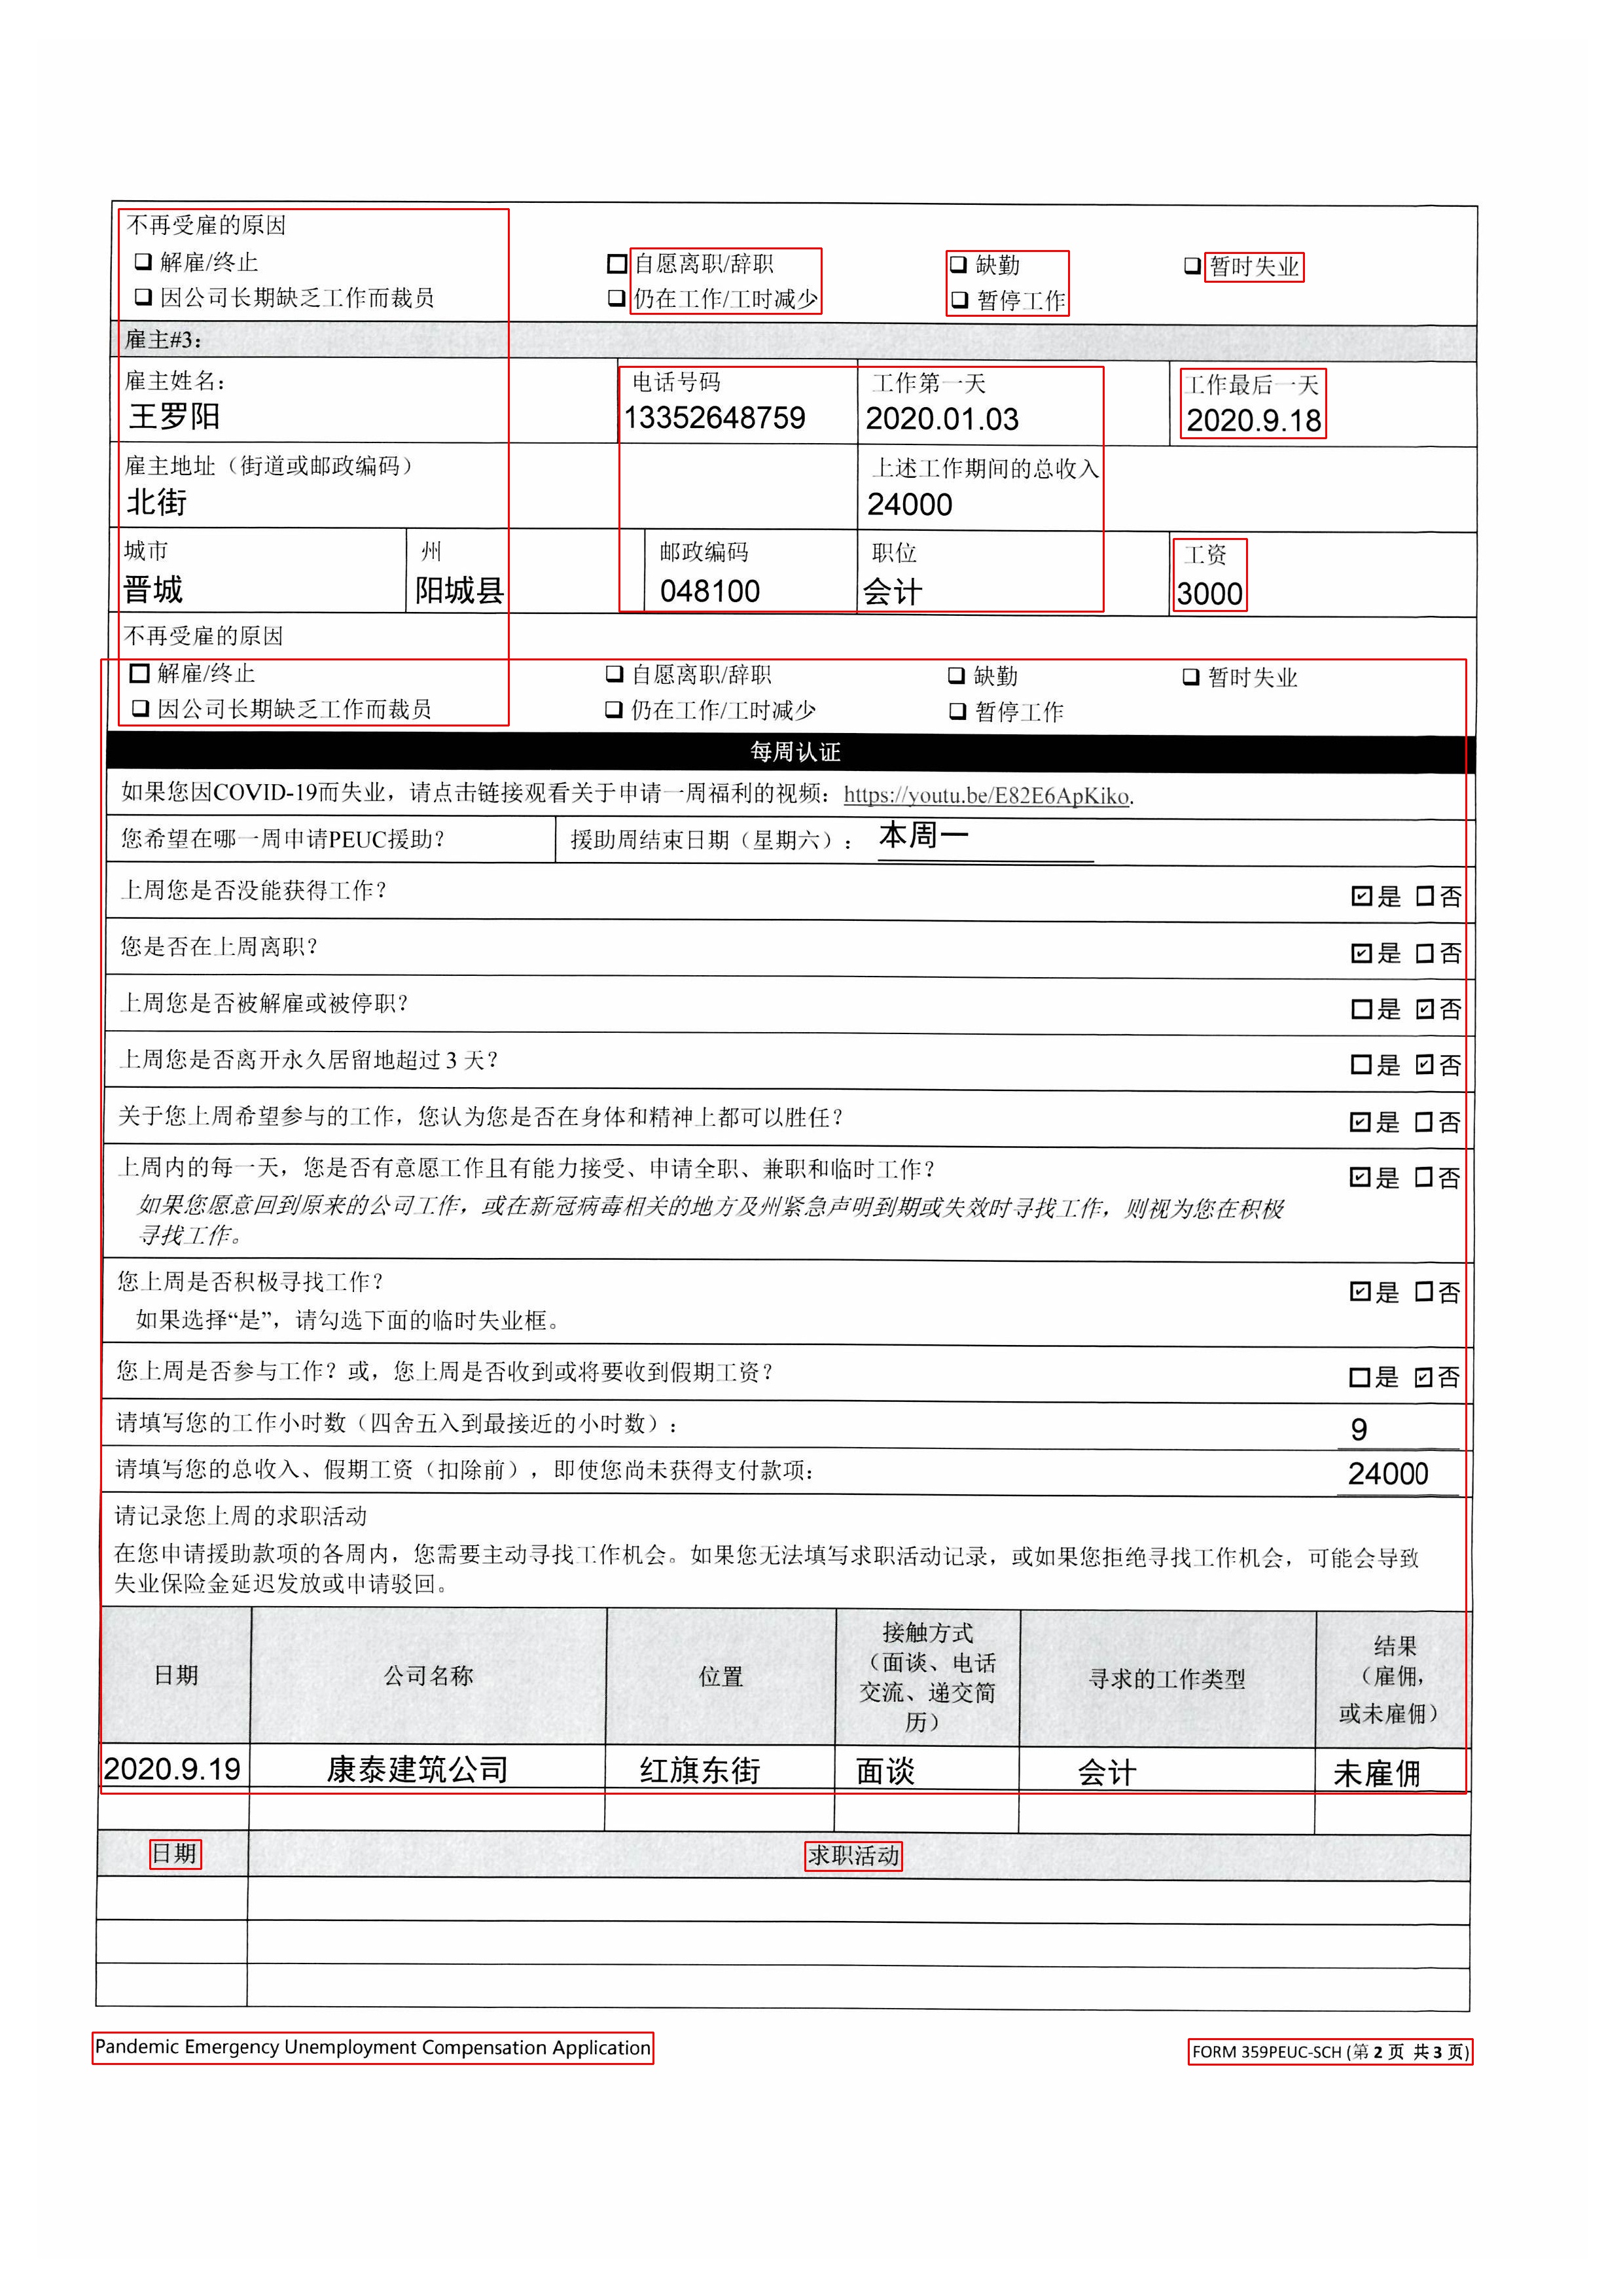 不再受雇的原因
❑ 解雇/终止 ☐ 自愿离职/辞职 ❑ 缺勤 ❑ 暂时失业
❑ 因公司长期缺乏工作而裁员 ❑ 仍在工作/工时减少 ❑ 暂停工作
雇主#3：
雇主姓名： 电话号码 工作第一天 工作最后一天
王罗阳 13352648759 2020.01.03 2020.9.18
雇主地址（街道或邮政编码） 上述工作期间的总收入
北街 24000
城市 州 邮政编码 职位 工资
晋城 阳城县 048100 会计 3000
不再受雇的原因
☐ 解雇/终止 ❑ 自愿离职/辞职 ❑ 缺勤 ❑ 暂时失业
❑ 因公司长期缺乏工作而裁员 ❑ 仍在工作/工时减少 ❑ 暂停工作
每周认证
如果您因COVID-19而失业，请点击链接观看关于申请一周福利的视频：https://youtu.be/E82E6ApKiko.
您希望在哪一周申请PEUC援助？ 援助周结束日期（星期六）： 本周一
上周您是否没能获得工作？ ☑是 ☐否
您是否在上周离职？ ☑是 ☐否
上周您是否被解雇或被停职？ ☐是 ☑否
上周您是否离开永久居留地超过 3 天？ ☐是 ☑否
关于您上周希望参与的工作，您认为您是否在身体和精神上都可以胜任？ ☑是 ☐否
上周内的每一天，您是否有意愿工作且有能力接受、申请全职、兼职和临时工作？ ☑是 ☐否
如果您愿意回到原来的公司工作，或在新冠病毒相关的地方及州紧急声明到期或失效时寻找工作，则视为您在积极
寻找工作。
您上周是否积极寻找工作？ ☑是 ☐否
如果选择“是”，请勾选下面的临时失业框。
您上周是否参与工作？或，您上周是否收到或将要收到假期工资？ ☐是 ☑否
请填写您的工作小时数（四舍五入到最接近的小时数）： 9
请填写您的总收入、假期工资（扣除前），即使您尚未获得支付款项： 24000
请记录您上周的求职活动
在您申请援助款项的各周内，您需要主动寻找工作机会。如果您无法填写求职活动记录，或如果您拒绝寻找工作机会，可能会导致
失业保险金延迟发放或申请驳回。
日期 公司名称 位置 接触方式（面谈、电话交流、递交简历） 寻求的工作类型 结果（雇佣，或未雇佣）
2020.9.19 康泰建筑公司 红旗东街 面谈 会计 未雇佣
日期 求职活动
Pandemic Emergency Unemployment Compensation Application FORM 359PEUC-SCH (第 2 页 共 3 页)